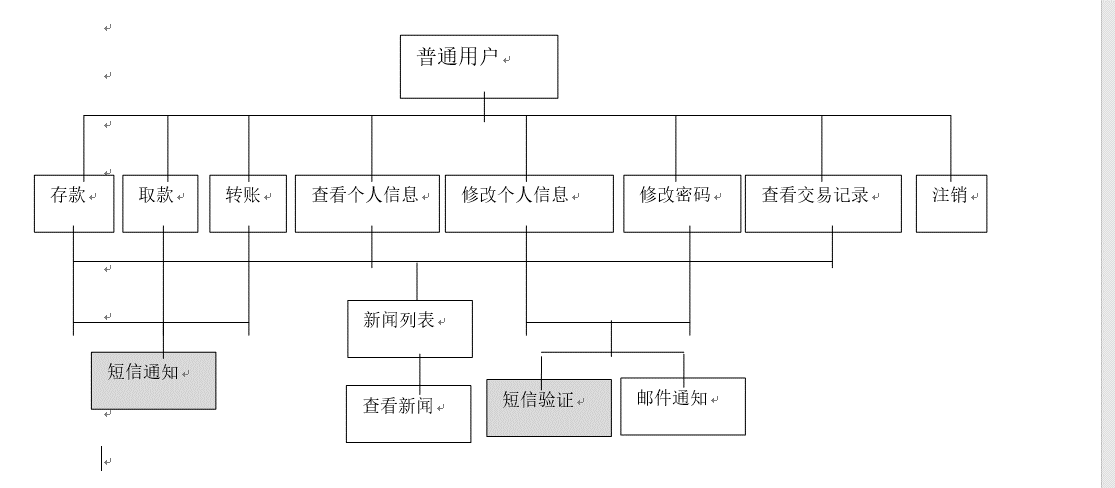 普通用户
存款
取款
转账
查看个人信息
修改个人信息
修改密码
查看交易记录
注销
新闻列表
短信通知
查看新闻
短信验证
邮件通知